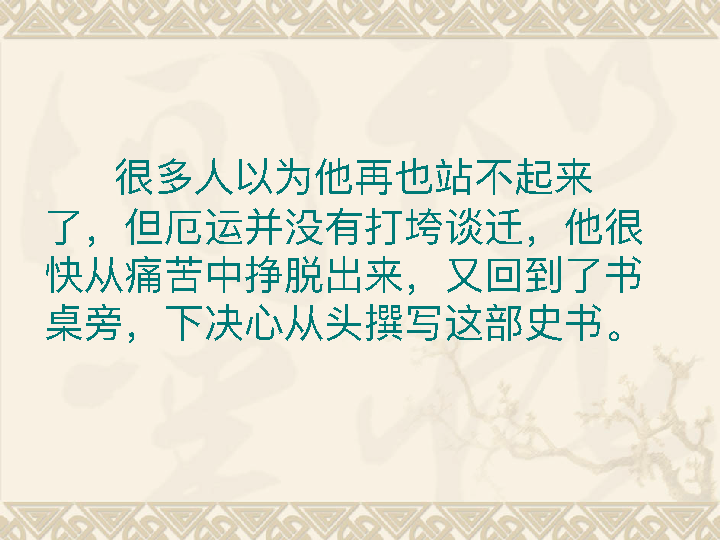 很多人以为他再也站不起来
了，但厄运并没有打垮谈迁，他很
快从痛苦中挣脱出来，又回到了书
桌旁，下决心从头撰写这部史书。